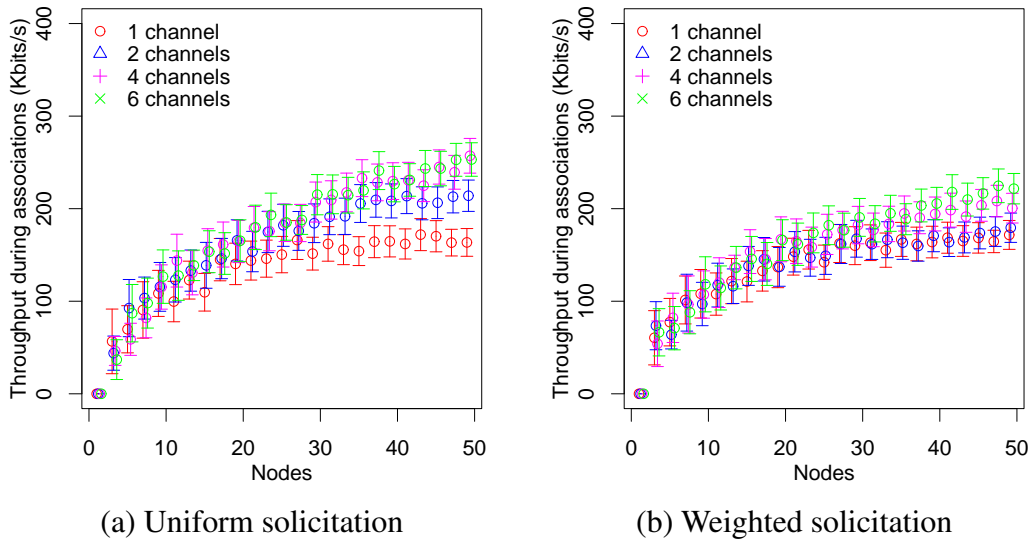 Throughput during associations (Kbits/s)
400
300
200
100
0
1 channel
2 channels
4 channels
6 channels
0 10 20 30 40 50
Nodes
(a) Uniform solicitation
Throughput during associations (Kbits/s)
400
300
200
100
0
1 channel
2 channels
4 channels
6 channels
0 10 20 30 40 50
Nodes
(b) Weighted solicitation